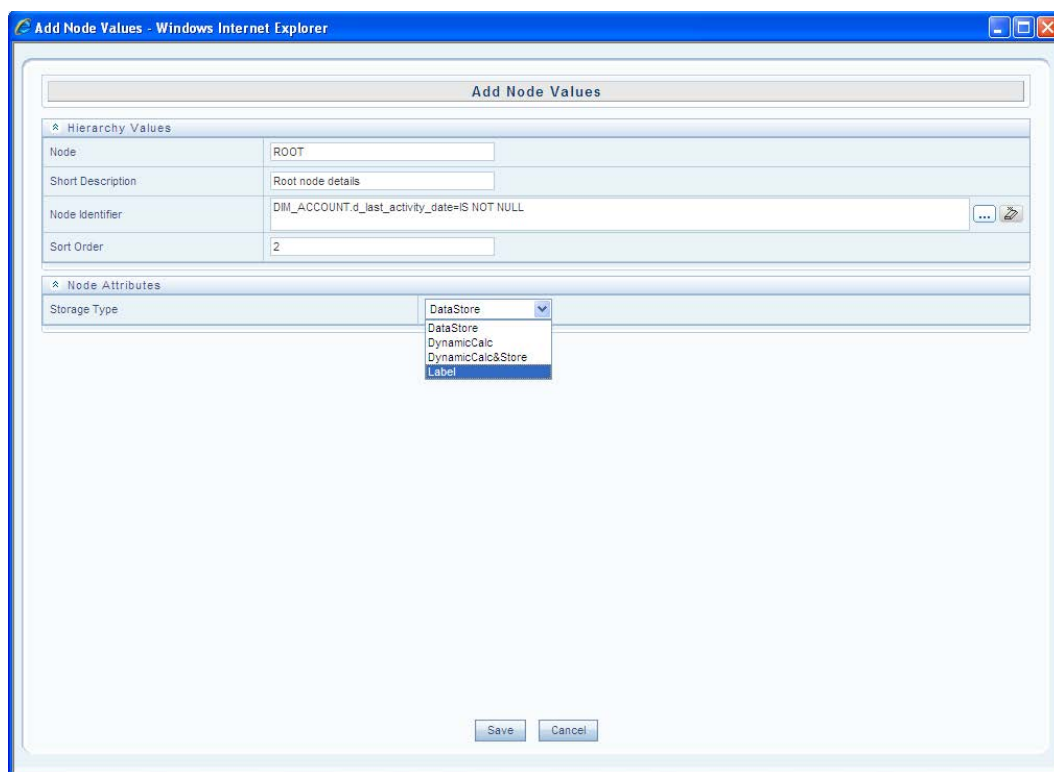 Add Node Values - Windows Internet Explorer
Add Node Values
Hierarchy Values
Node ROOT
Short Description Root node details
Node Identifier DIM_ACCOUNT.d_last_activity_date=IS NOT NULL ...
Sort Order 2
Node Attributes
Storage Type DataStore
DataStore
DynamicCalc
DynamicCalc&Store
Label
Save Cancel